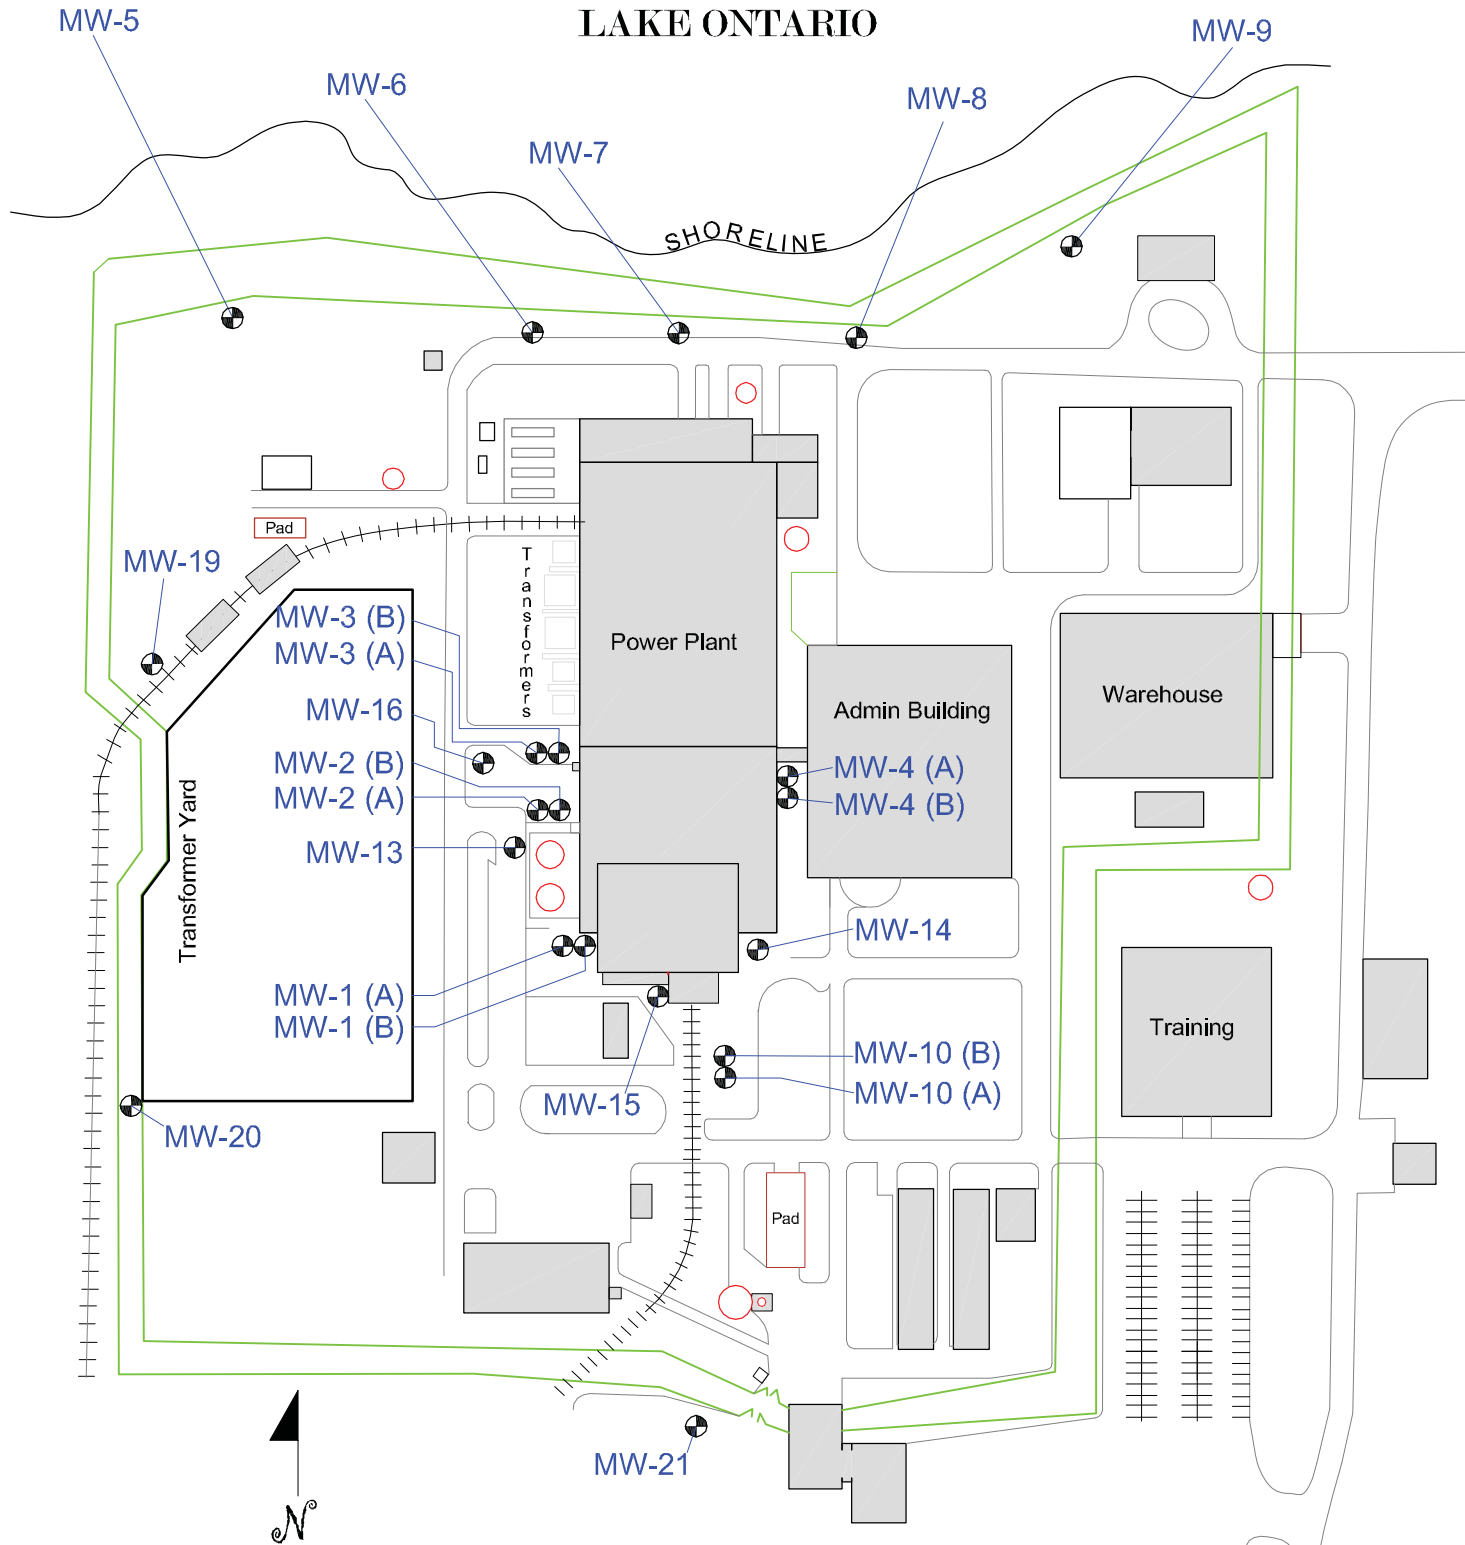 LAKE ONTARIO
MW-5
MW-9
MW-6
MW-8
MW-7
SHORELINE
Pad
MW-19
Transformers
MW-3 (B)
MW-3 (A)
Power Plant
Warehouse
MW-16
Admin Building
MW-2 (B)
MW-4 (A)
MW-2 (A)
MW-4 (B)
MW-13
Transformer Yard
MW-14
MW-1 (A)
MW-1 (B)
Training
MW-10 (B)
MW-10 (A)
MW-15
MW-20
Pad
MW-21
N